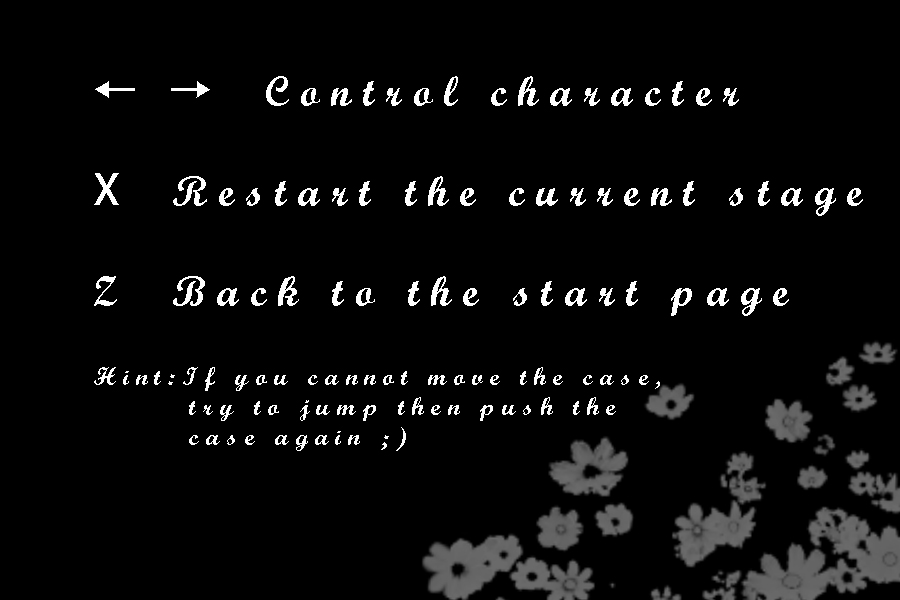 ← → Control character
X Restart the current stage
Z Back to the start page
Hint:If you cannot move the case,
try to jump then push the
case again ;)